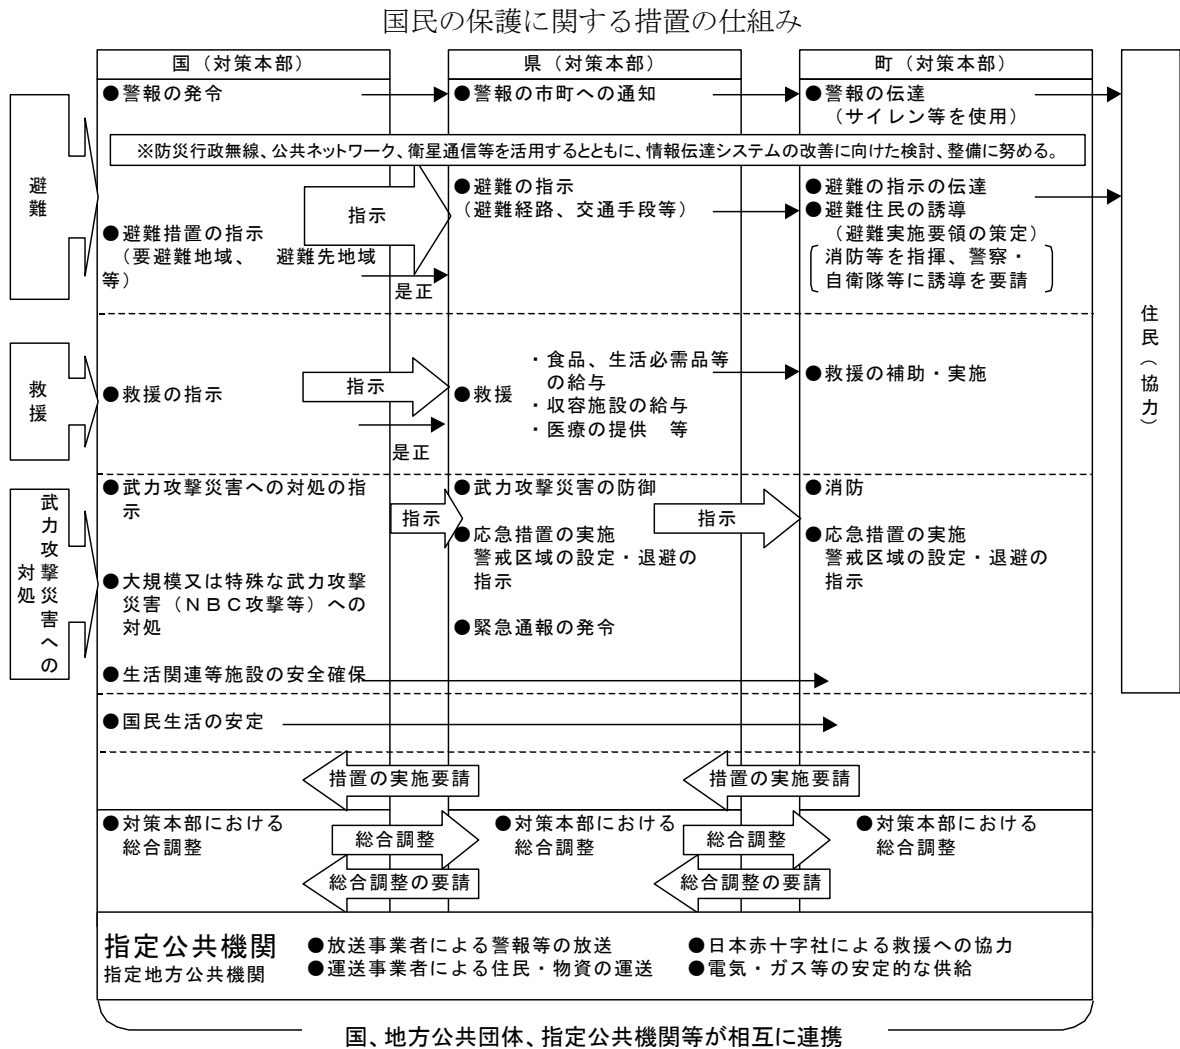 国民の保護に関する措置の仕組み
国（対策本部）
県（対策本部）
町（対策本部）
避難
●警報の発令
●警報の市町への通知
●警報の伝達
（サイレン等を使用）
※防災行政無線、公共ネットワーク、衛星通信等を活用するとともに、情報伝達システムの改善に向けた検討、整備に努める。
●避難措置の指示
（要避難地域、　避難先地域
等）
指示
是正
●避難の指示
（避難経路、交通手段等）
●避難の指示の伝達
●避難住民の誘導
（避難実施要領の策定）
消防等を指揮、警察・
自衛隊等に誘導を要請
住民（協力）
救援
●救援の指示
指示
是正
●救援
・食品、生活必需品等
の給与
・収容施設の給与
・医療の提供　等
●救援の補助・実施
武力攻撃災害への
対処
●武力攻撃災害への対処の指
示
●大規模又は特殊な武力攻撃
災害（ＮＢＣ攻撃等）への
対処
●生活関連等施設の安全確保
指示
●武力攻撃災害の防御
●応急措置の実施
警戒区域の設定・退避の
指示
●緊急通報の発令
指示
●消防
●応急措置の実施
警戒区域の設定・退避の
指示
●国民生活の安定
措置の実施要請
措置の実施要請
●対策本部における
総合調整
総合調整
総合調整の要請
●対策本部における
総合調整
総合調整
総合調整の要請
●対策本部における
総合調整
指定公共機関
指定地方公共機関
●放送事業者による警報等の放送
●運送事業者による住民・物資の運送
●日本赤十字社による救援への協力
●電気・ガス等の安定的な供給
国、地方公共団体、指定公共機関等が相互に連携